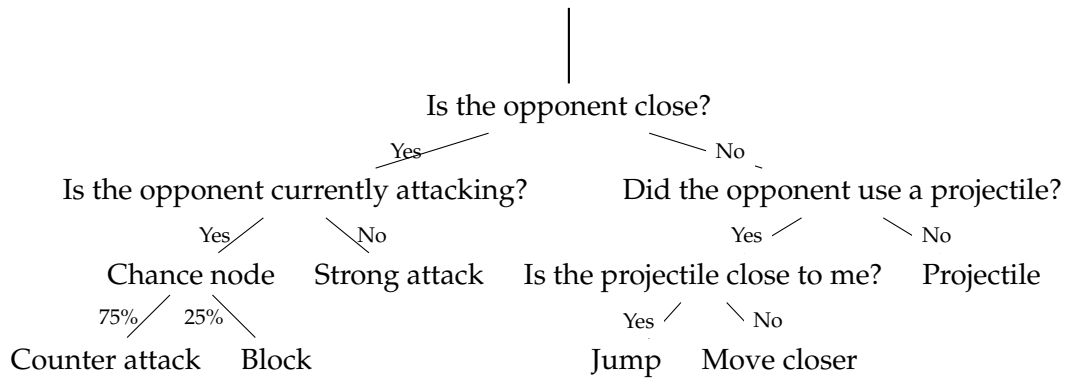 Is the opponent close?
Yes No
Is the opponent currently attacking? Did the opponent use a projectile?
Yes No Yes No
Chance node Strong attack Is the projectile close to me? Projectile
75% 25% Yes No
Counter attack Block Jump Move closer